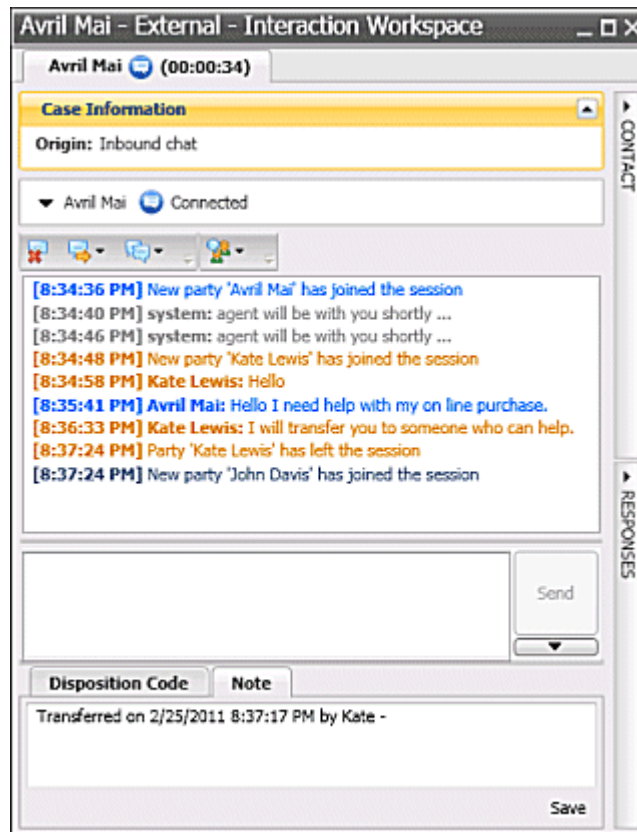 Avril Mai - External - Interaction Workspace
Avril Mai (00:00:34)
Case Information
Origin: Inbound chat
Avril Mai Connected
[8:34:36 PM] New party 'Avril Mai' has joined the session
[8:34:40 PM] system: agent will be with you shortly ...
[8:34:46 PM] system: agent will be with you shortly ...
[8:34:48 PM] New party 'Kate Lewis' has joined the session
[8:34:58 PM] Kate Lewis: Hello
[8:35:41 PM] Avril Mai: Hello I need help with my on line purchase.
[8:36:33 PM] Kate Lewis: I will transfer you to someone who can help.
[8:37:24 PM] Party 'Kate Lewis' has left the session
[8:37:24 PM] New party 'John Davis' has joined the session
Send
Disposition Code Note
Transferred on 2/25/2011 8:37:17 PM by Kate -
Save
CONTACT
RESPONSES